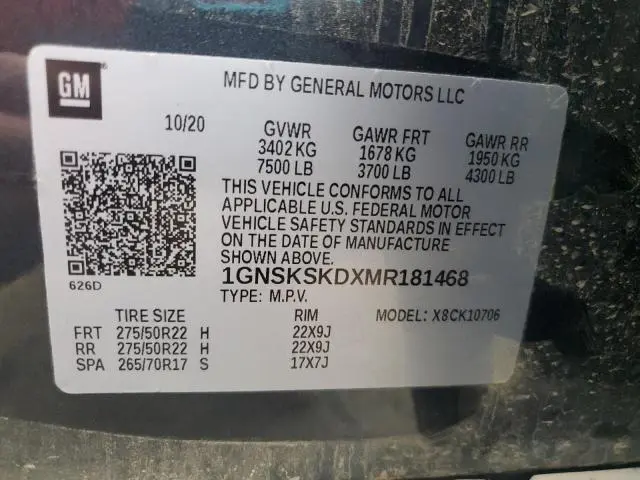 GM
MFD BY GENERAL MOTORS LLC
10/20 GVWR GAWR FRT GAWR RR
3402 KG 1678 KG 1950 KG
7500 LB 3700 LB 4300 LB
THIS VEHICLE CONFORMS TO ALL
APPLICABLE U.S. FEDERAL MOTOR
VEHICLE SAFETY STANDARDS IN EFFECT
ON THE DATE OF MANUFACTURE
SHOWN ABOVE.
626D
1GNSKSKDXMR181468
TYPE: M.P.V. MODEL: X8CK10706
TIRE SIZE RIM
FRT 275/50R22 H 22X9J
RR 275/50R22 H 22X9J
SPA 265/70R17 S 17X7J